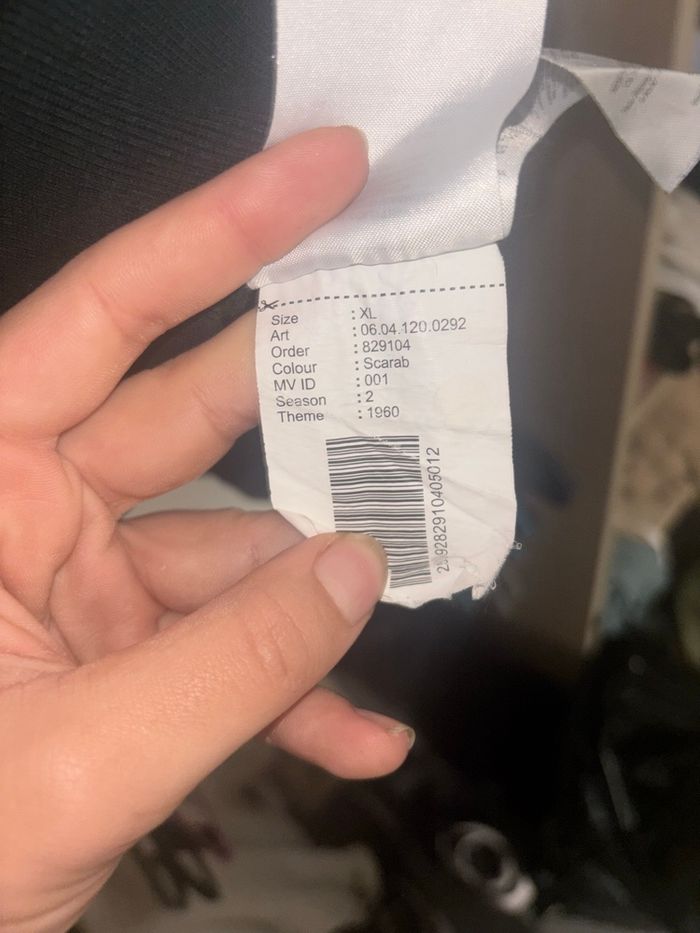 Size : XL
Art : 06.04.120.0292
Order : 829104
Colour : Scarab
MV ID : 001
Season : 2
Theme : 1960